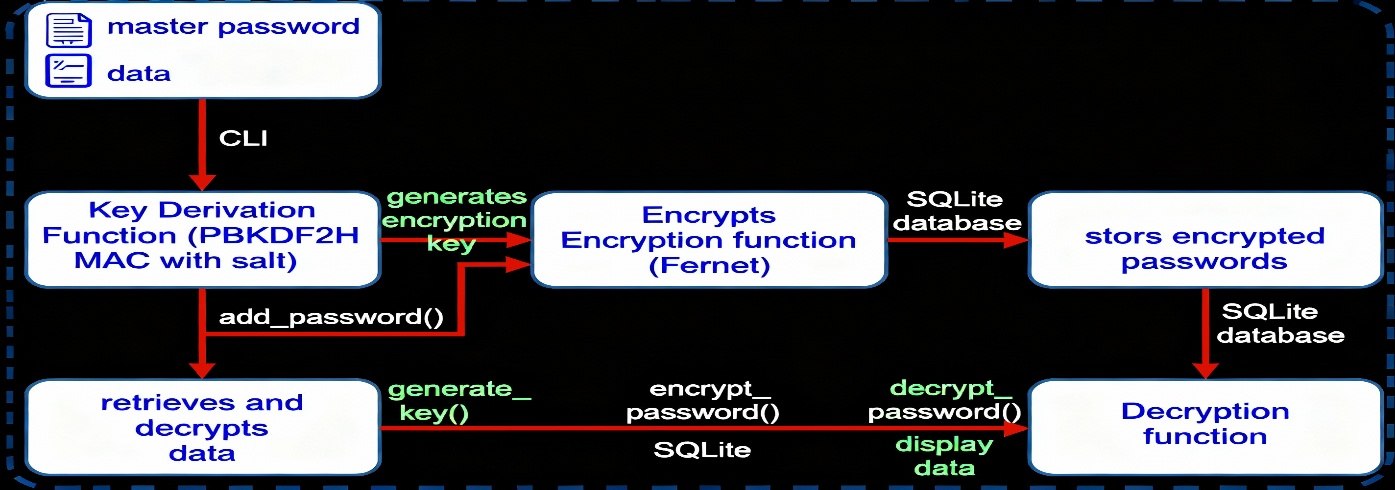 master password
data
CLI
Key Derivation
Function (PBKDF2H
MAC with salt)
generates
encryption
key
Encrypts
Encryption function
(Fernet)
SQLite
database
stors encrypted
passwords
add_password()
SQLite
database
retrieves and
decrypts
data
generate_
key()
encrypt_
password()
SQLite
decrypt_
password()
display
data
Decryption
function